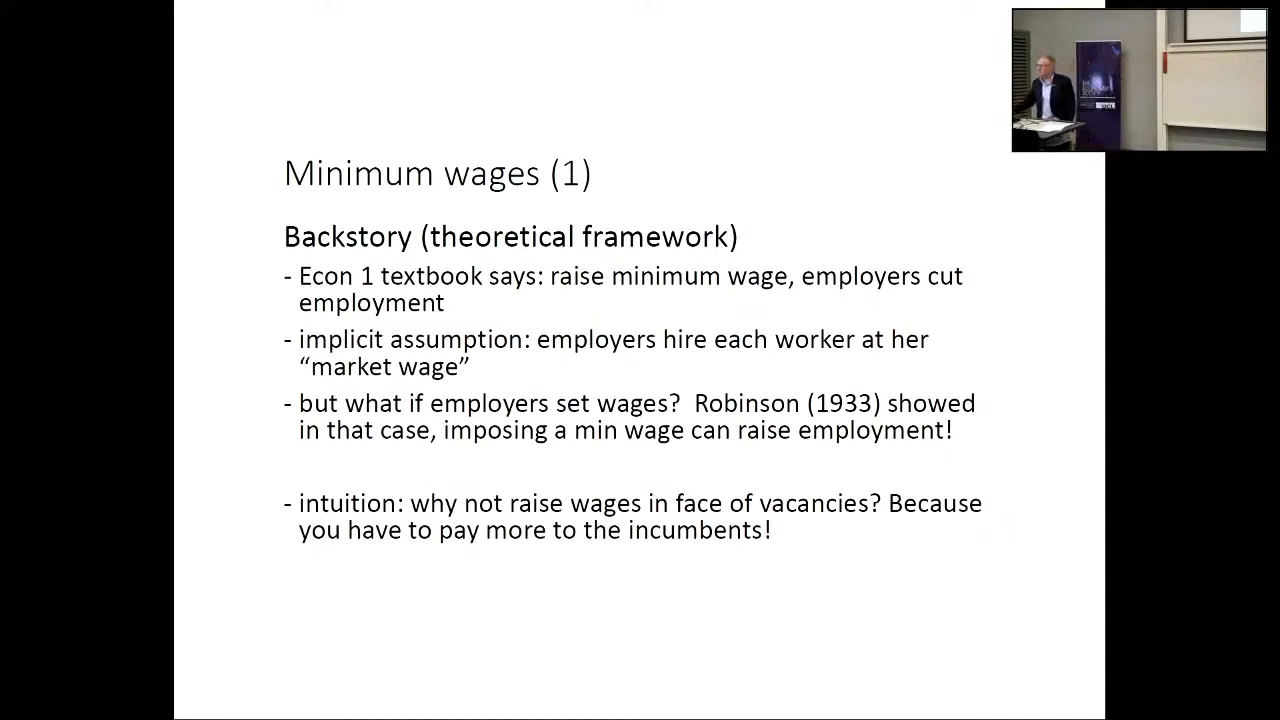 Minimum wages (1)
Backstory (theoretical framework)
- Econ 1 textbook says: raise minimum wage, employers cut
employment
- implicit assumption: employers hire each worker at her
“market wage”
- but what if employers set wages?  Robinson (1933) showed
in that case, imposing a min wage can raise employment!
- intuition: why not raise wages in face of vacancies? Because
you have to pay more to the incumbents!
UCL